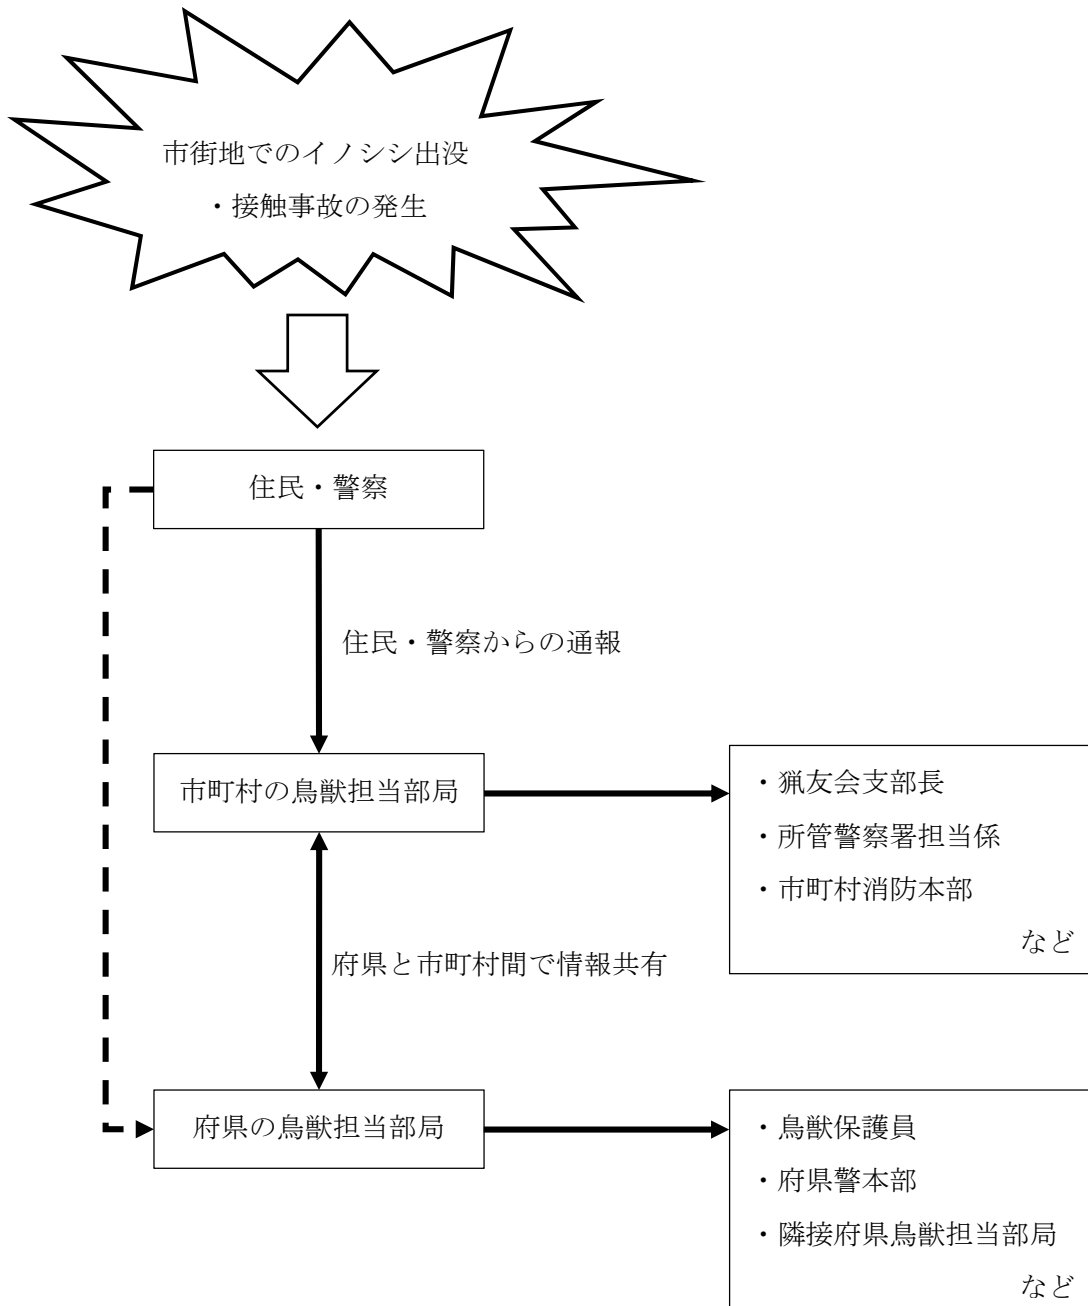 市街地でのイノシシ出没
・接触事故の発生
住民・警察
住民・警察からの通報
市町村の鳥獣担当部局
・猟友会支部長
・所管警察署担当係
・市町村消防本部
など
府県と市町村間で情報共有
府県の鳥獣担当部局
・鳥獣保護員
・府県警本部
・隣接府県鳥獣担当部局
など